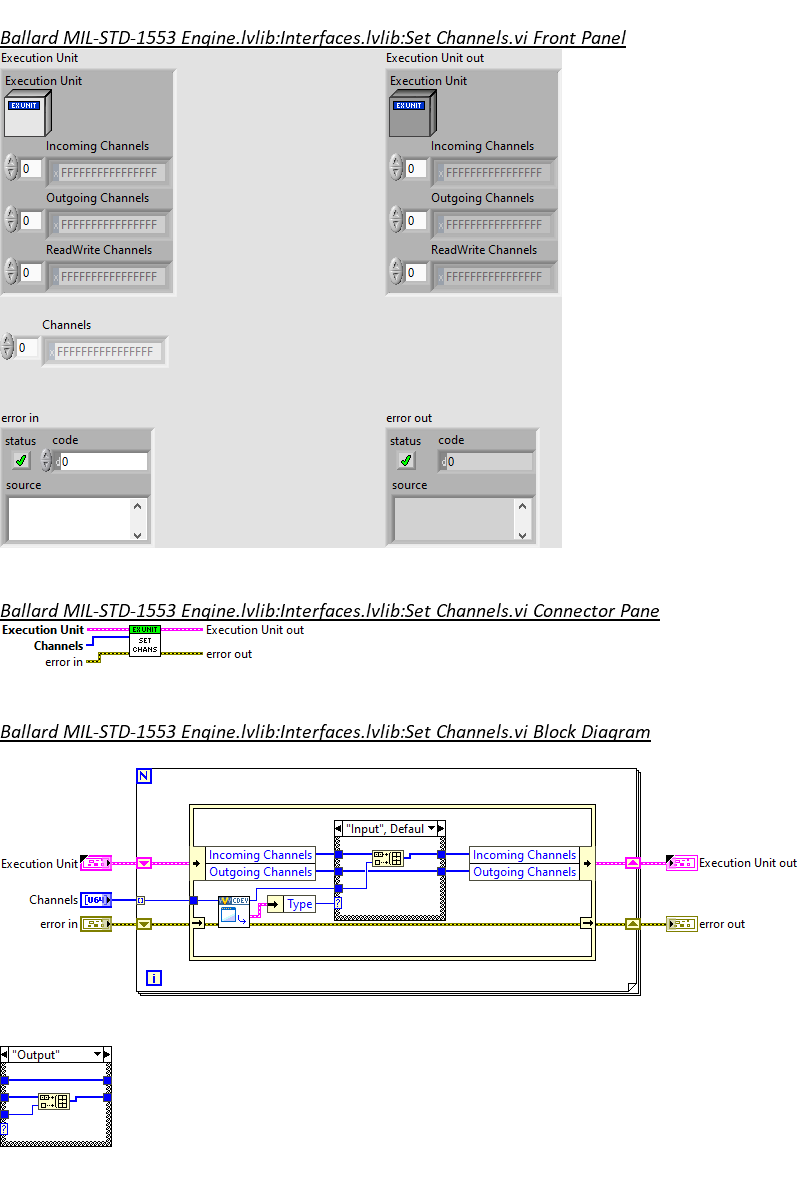 Ballard MIL-STD-1553 Engine.lvlib:Interfaces.lvlib:Set Channels.vi Front Panel
Execution Unit
Execution Unit out
Execution Unit
Execution Unit
EX UNIT
EX UNIT
Incoming Channels
Incoming Channels
0
x FFFFFFFFFFFFFFFF
0
x FFFFFFFFFFFFFFFF
Outgoing Channels
Outgoing Channels
0
x FFFFFFFFFFFFFFFF
0
x FFFFFFFFFFFFFFFF
ReadWrite Channels
ReadWrite Channels
0
x FFFFFFFFFFFFFFFF
0
x FFFFFFFFFFFFFFFF
Channels
0
x FFFFFFFFFFFFFFFF
error in
error out
status code
status code
d 0
d 0
source
source
Ballard MIL-STD-1553 Engine.lvlib:Interfaces.lvlib:Set Channels.vi Connector Pane
Execution Unit
EX UNIT
Execution Unit out
Channels
SET
CHANS
error in
error out
Ballard MIL-STD-1553 Engine.lvlib:Interfaces.lvlib:Set Channels.vi Block Diagram
N
"Input", Defaul
Execution Unit
Incoming Channels
Incoming Channels
Execution Unit out
Outgoing Channels
Outgoing Channels
Channels
[U64]
CDEV
Type
?
error in
error out
i
"Output"
?